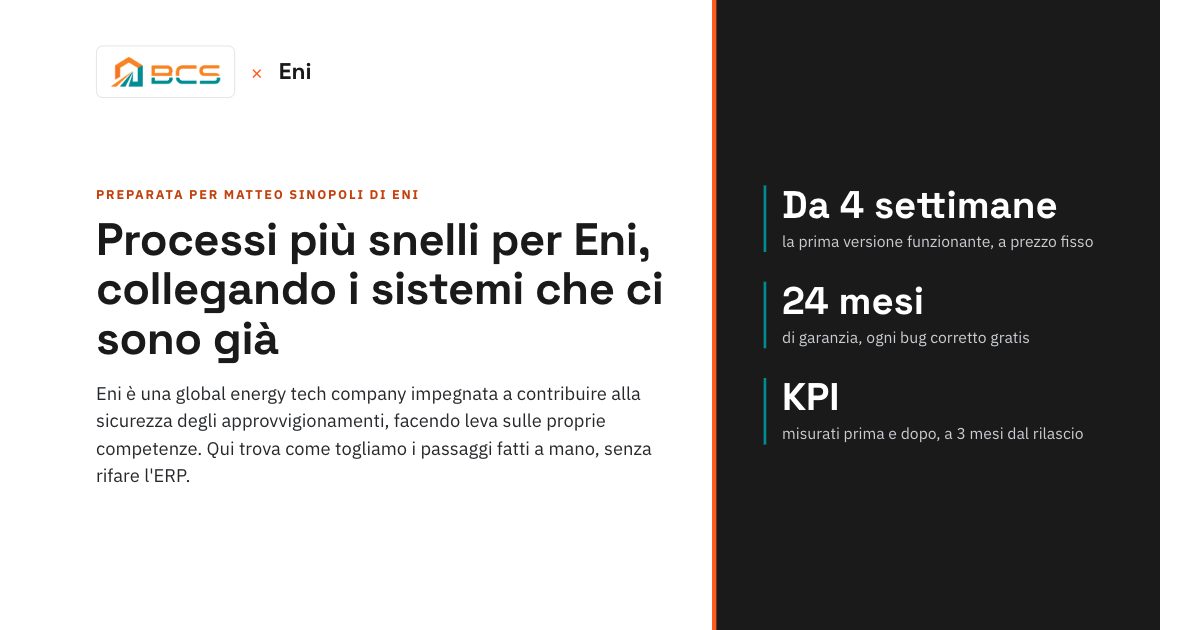 BCS × Eni
PREPARATA PER MATTEO SINOPOLI DI ENI
Processi più snelli per Eni,
collegando i sistemi che ci
sono già
Eni è una global energy tech company impegnata a contribuire alla
sicurezza degli approvvigionamenti, facendo leva sulle proprie
competenze. Qui trova come togliamo i passaggi fatti a mano, senza
rifare l'ERP.
Da 4 settimane
la prima versione funzionante, a prezzo fisso
24 mesi
di garanzia, ogni bug corretto gratis
KPI
misurati prima e dopo, a 3 mesi dal rilascio